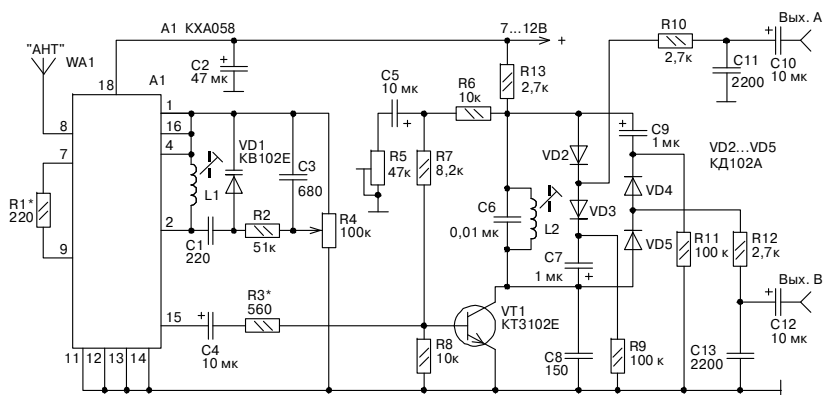 A1 КХА058
7...12В
+
Вых. А
"АНТ"
WA1
18
A1
C2
47 мк
+
C5
10 мк
+
R6
10к
R13
2,7к
R10
2,7к
C11
2200
+
C10
10 мк
1
16
8
4
7
VD1
КВ102Е
C3
680
R5
47к
R7
8,2к
VD2
+
C9
1 мк
VD2...VD5
КД102А
VD4
R1*
220
L1
2
C1
220
R2
51к
R4
100к
C6
0,01 мк
L2
VD3
C7
1 мк
+
VD5
R11
100 к
R12
2,7к
9
Вых. В
15
+
C4
10 мк
R3*
560
VT1
КТ3102Е
R8
10к
C8
150
R9
100 к
C13
2200
+
C12
10 мк
11
12
13
14